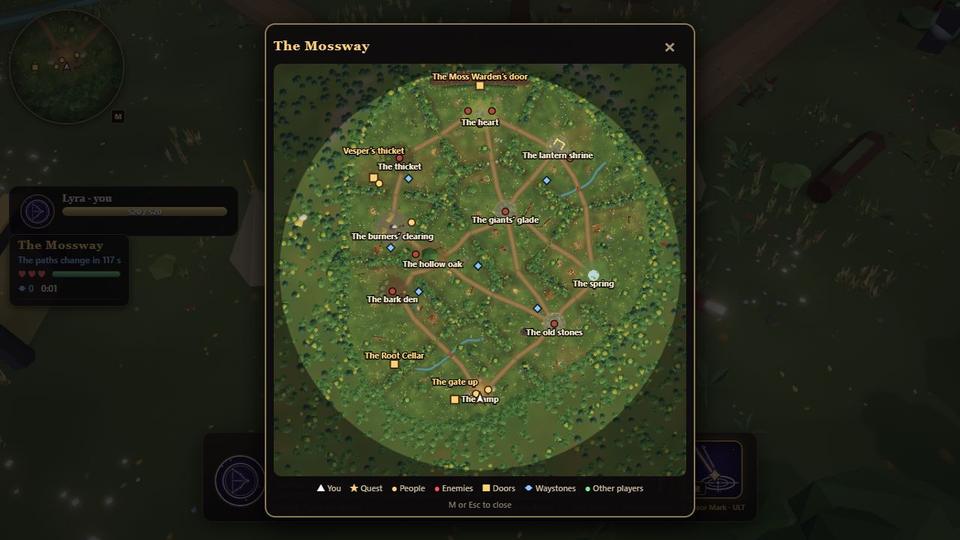 The Mossway
The Moss Warden's door
The heart
The lantern shrine
Vesper's thicket
The thicket
The giants' glade
The burners' clearing
The hollow oak
The spring
The bark den
The old stones
The Root Cellar
The gate up
You
Quest
People
Enemies
Doors
Waystones
Other players
M or Esc to close
M
Lyra - you
520 / 520
The Mossway
The paths change in 117 s
0 0:01
Mark - ULT